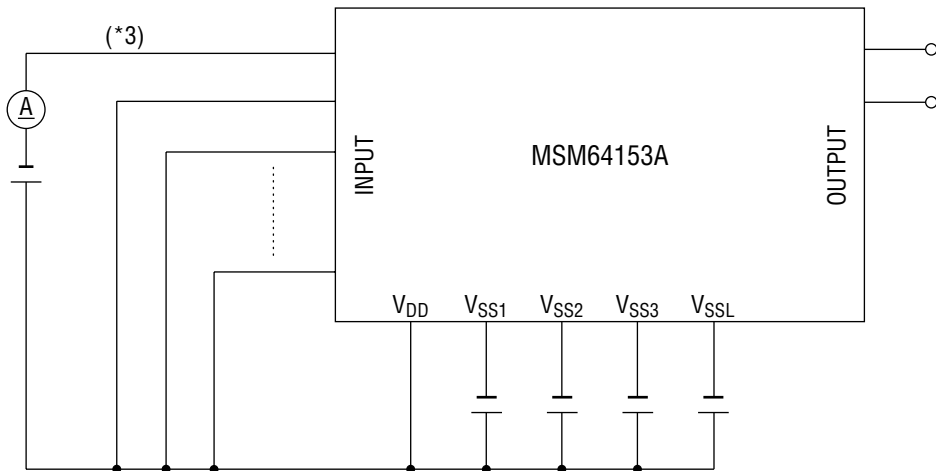 (*3)
A
INPUT
MSM64153A
OUTPUT
VDD VSS1 VSS2 VSS3 VSSL